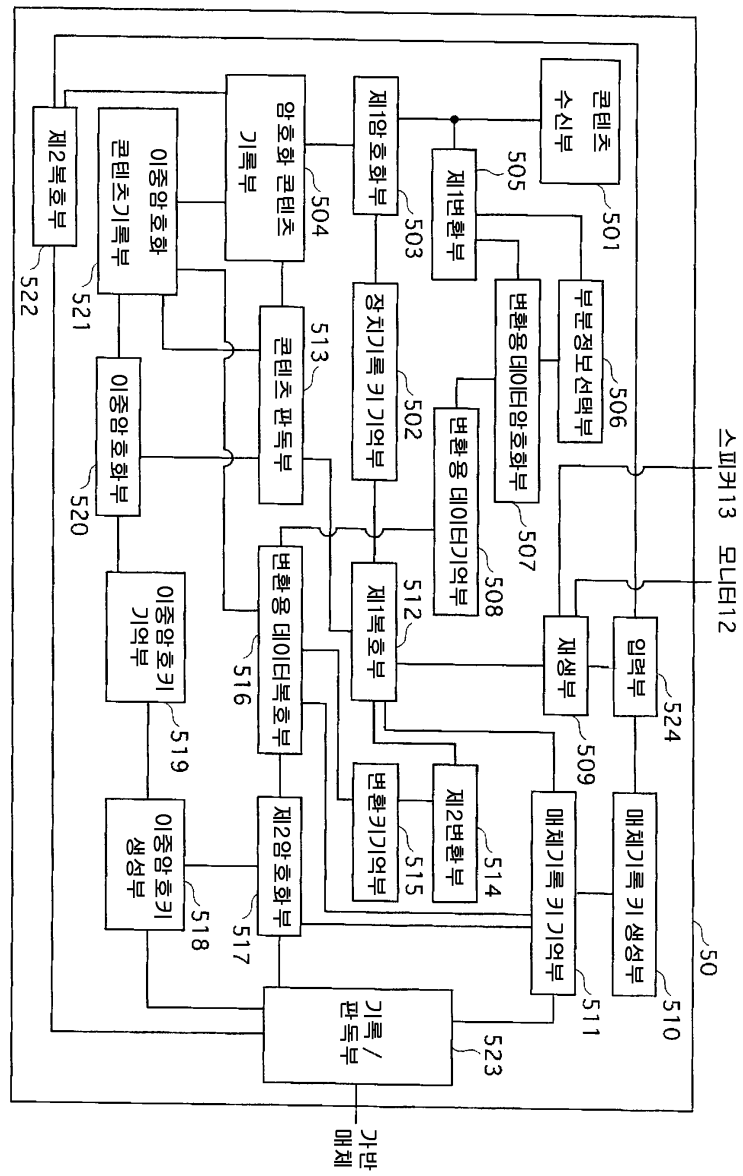 스피커13 모니터12
50
콘텐츠
수신부
501
부분정보 선택부
506
입력부
524
매체기록 키 생성부
510
변환용 데이터암호화부
507
재생부
509
매체기록 키 기억부
511
제1변환부
505
변환용 데이터기억부
508
제2변환부
514
제1암호화부
503
장치기록 키 기억부
502
제1복호부
512
변환키기억부
515
기록/
판독부
523
가반
매체
암호화 콘텐츠
기록부
504
콘텐츠 판독부
513
변환용 데이터복호부
516
제2암호화부
517
이중암호화
콘텐츠기록부
521
이중암호화부
520
이중암호키
기억부
519
이중암호키
생성부
518
제2복호부
522